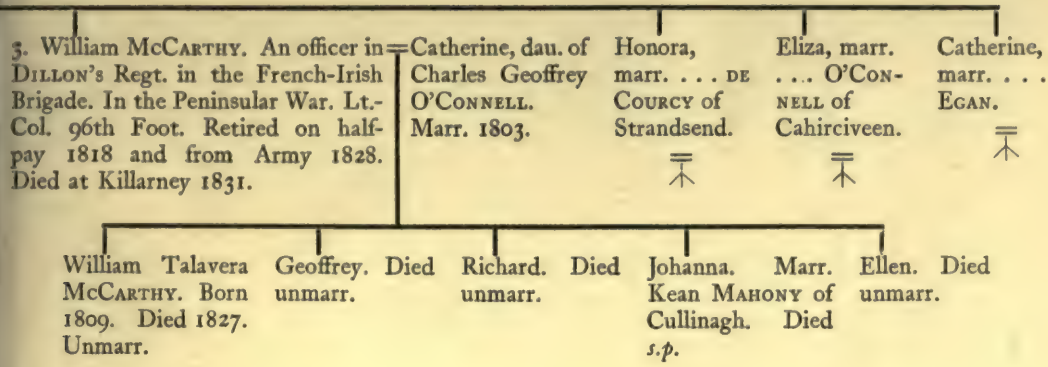 3. William McCARTHY. An officer in
DILLON's Regt. in the French-Irish
Brigade. In the Peninsular War. Lt.-
Col. 96th Foot. Retired on half-
pay 1818 and from Army 1828.
Died at Killarney 1831.
=Catherine, dau. of
Charles Geoffrey
O'CONNELL.
Marr. 1803.
Honora,
marr. . . . DE
COURCY of
Strandsend.
Eliza, marr.
. . . O'CON-
NELL of
Cahirciveen.
Catherine,
marr. . . .
EGAN.
William Talavera
McCARTHY. Born
1809. Died 1827.
Unmarr.
Geoffrey. Died
unmarr.
Richard. Died
unmarr.
Johanna. Marr.
Kean MAHONY of
Cullinagh. Died
s.p.
Ellen. Died
unmarr.